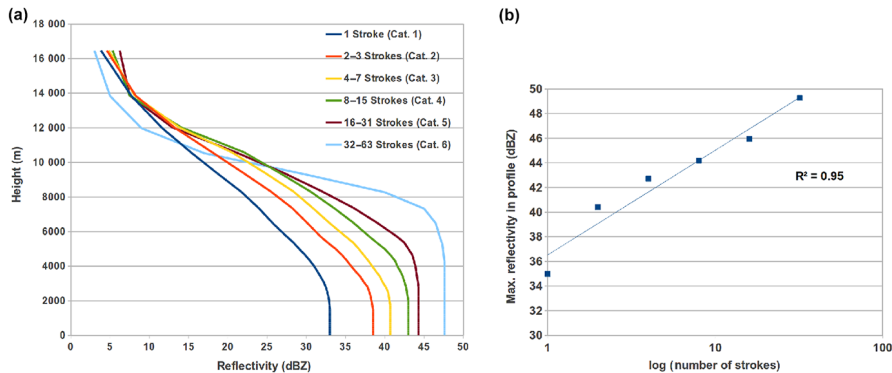 (a)
18 000
16 000
14 000
12 000
10 000
8000
6000
4000
2000
0
Height (m)
1 Stroke (Cat. 1)
2–3 Strokes (Cat. 2)
4–7 Strokes (Cat. 3)
8–15 Strokes (Cat. 4)
16–31 Strokes (Cat. 5)
32–63 Strokes (Cat. 6)
0 5 10 15 20 25 30 35 40 45 50
Reflectivity (dBZ)
(b)
50
48
46
44
42
40
38
36
34
32
30
Max. reflectivity in profile (dBZ)
R² = 0.95
1 10 100
log (number of strokes)